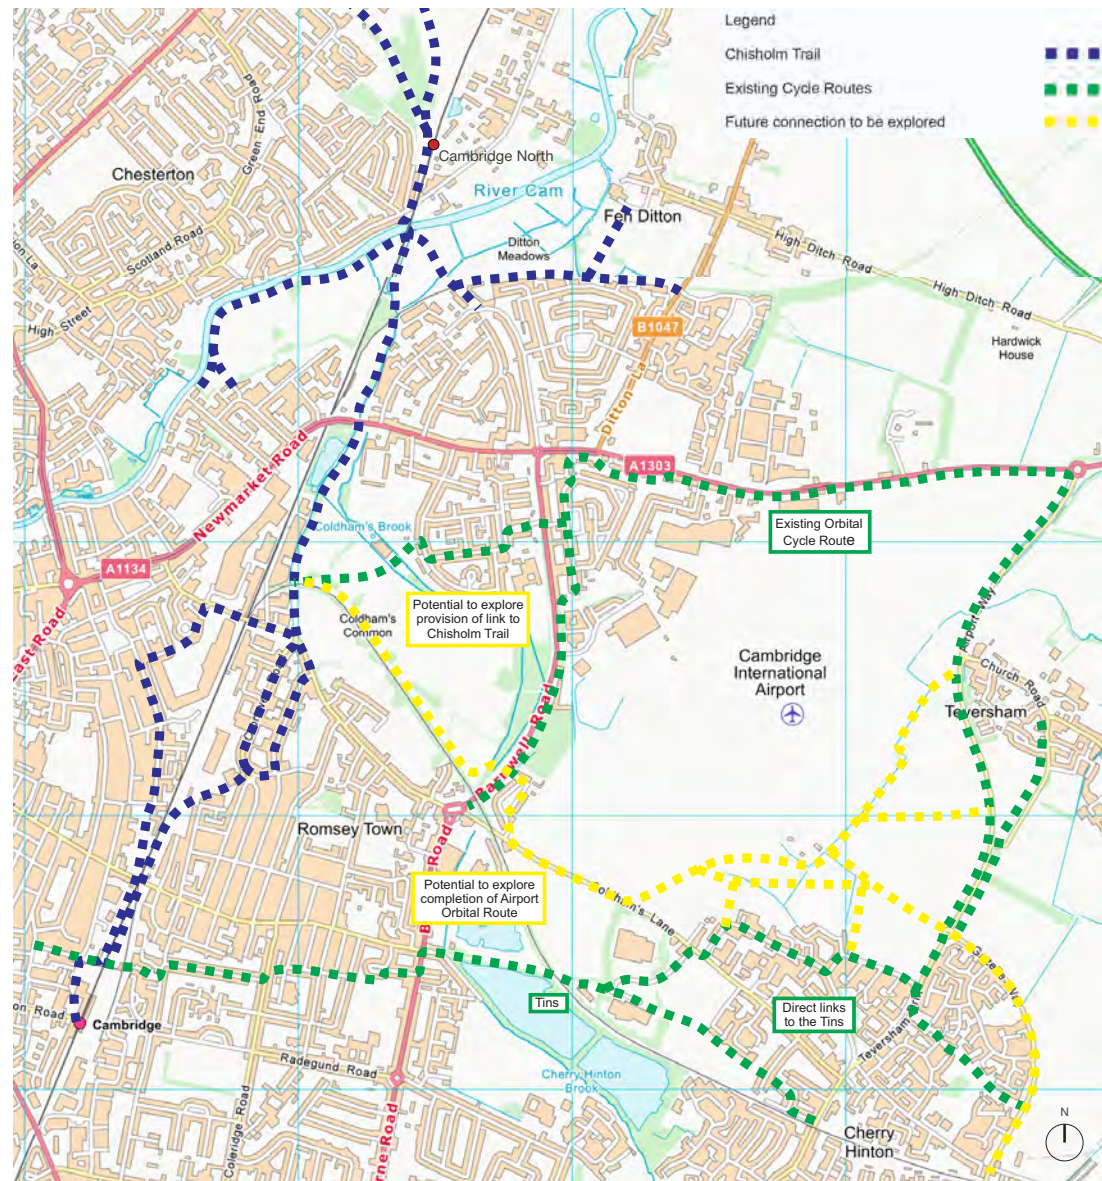 Legend
Chisholm Trail
Existing Cycle Routes
Future connection to be explored
Green End Road
Cambridge North
Chesterton
River Cam
Fen Ditton
Scotland Road
Ditton
Meadows
High Ditch Road
High Ditch Road
High Street
B1047
Hardwick
House
Ditton La
Newmarket Road
A1303
Existing Orbital
Cycle Route
Coldham's Brook
A1134
East Road
Potential to explore
provision of link to
Chisholm Trail
Coldham's
Common
Airport Way
Cambridge
International
Airport
Church Road
Teversham
Barnwell Road
Romsey Town
Road
Potential to explore
completion of Airport
Orbital Route
Coldham's Lane
Tins
Direct links
to the Tins
Cambridge
Teversham
Radegund Road
Cherry Hinton
Brook
Coleridge Road
rne Road
Cherry
Hinton
N